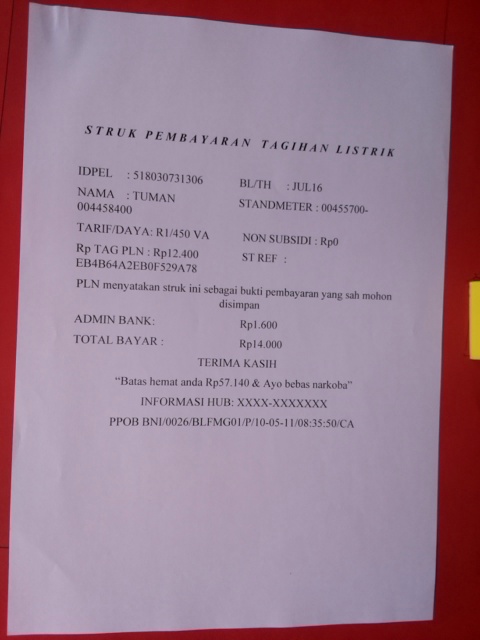 STRUK PEMBAYARAN TAGIHAN LISTRIK
IDPEL : 518030731306 BL/TH : JUL16
NAMA : TUMAN STANDMETER : 00455700-
004458400
TARIF/DAYA: R1/450 VA NON SUBSIDI : Rp0
Rp TAG PLN : Rp12.400 ST REF :
EB4B64A2EB0F529A78
PLN menyatakan struk ini sebagai bukti pembayaran yang sah mohon
disimpan
ADMIN BANK: Rp1.600
TOTAL BAYAR : Rp14.000
TERIMA KASIH
“Batas hemat anda Rp57.140 & Ayo bebas narkoba”
INFORMASI HUB: XXXX-XXXXXXX
PPOB BNI/0026/BLFMG01/P/10-05-11/08:35:50/CA